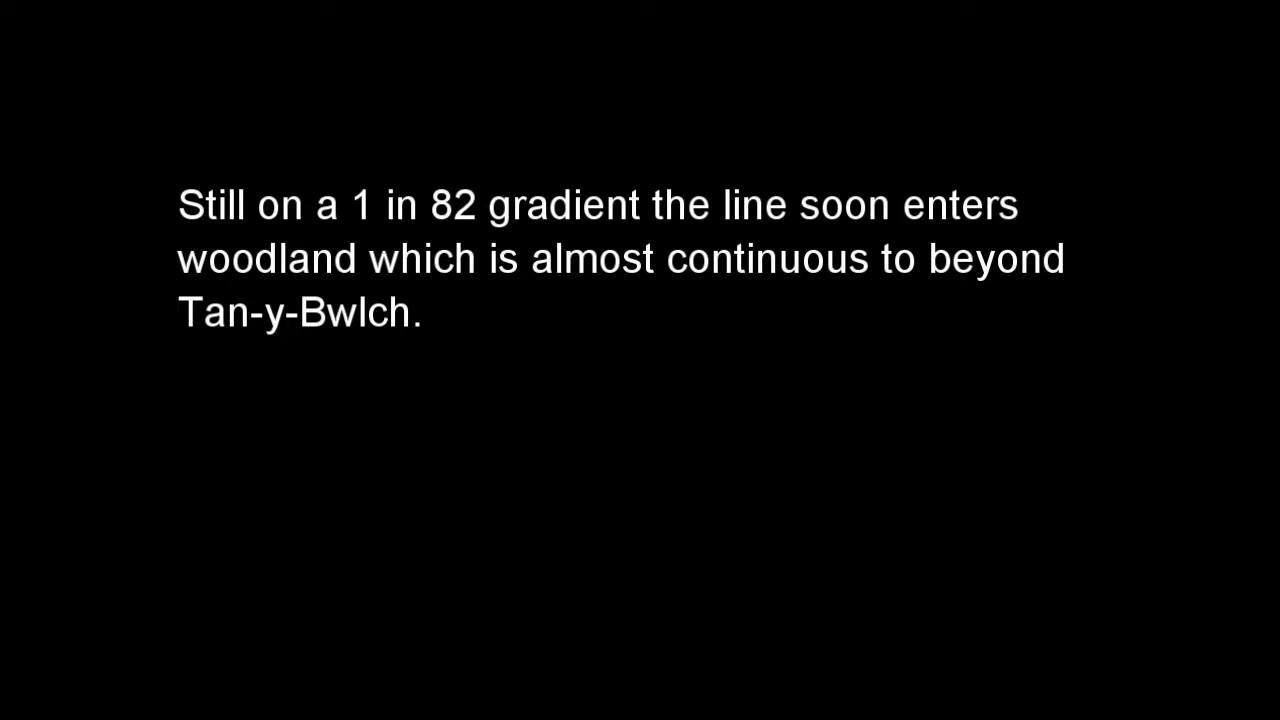 Still on a 1 in 82 gradient the line soon enters
woodland which is almost continuous to beyond
Tan-y-Bwlch.